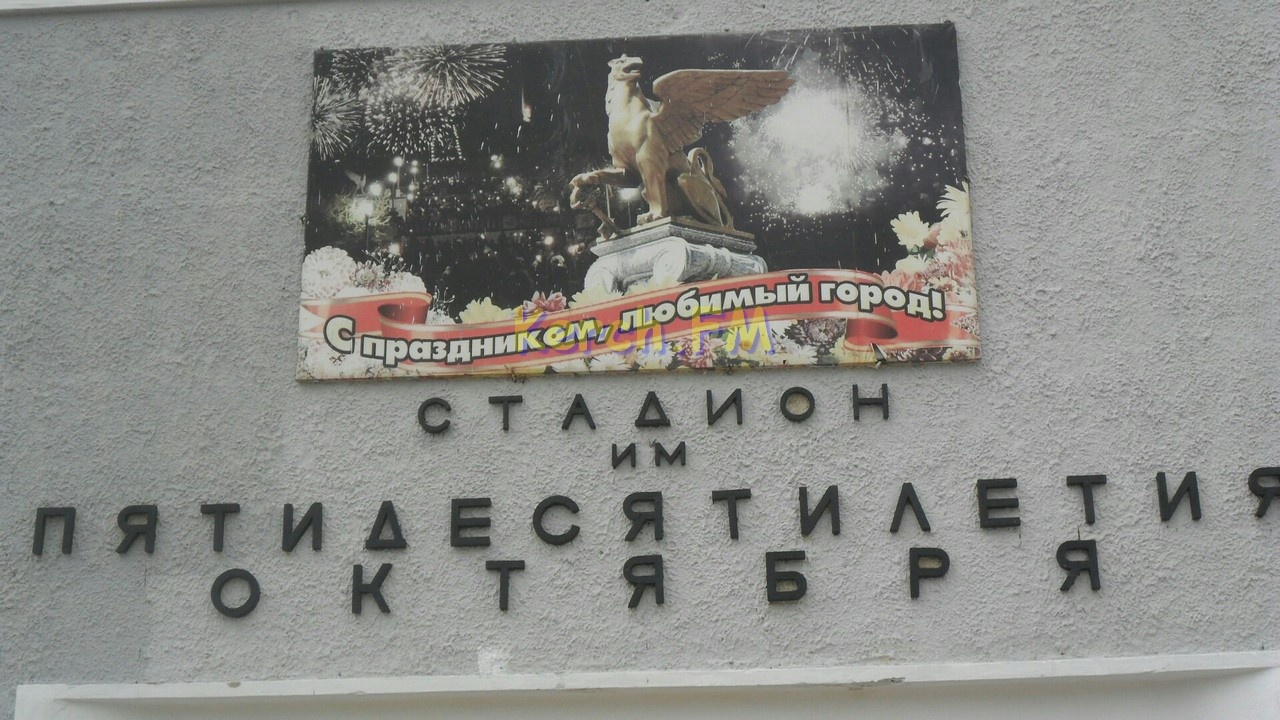 С праздником, любимый город!
Kerch.FM
СТАДИОН
ИМ
ПЯТИДЕСЯТИЛЕТИЯ
ОКТЯБРЯ